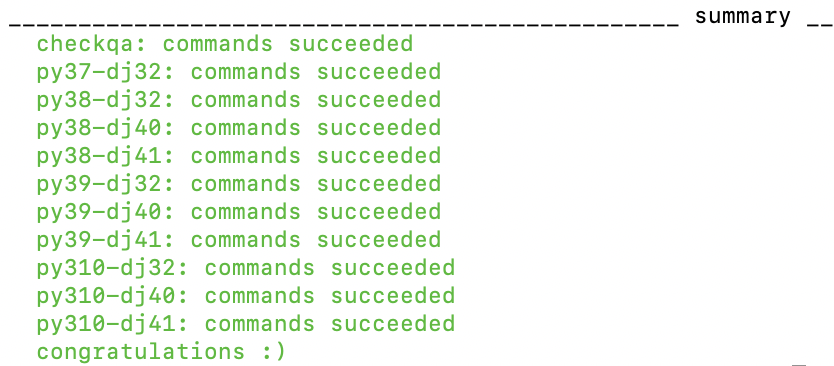 ________________________________________________ summary __
checkqa: commands succeeded
py37-dj32: commands succeeded
py38-dj32: commands succeeded
py38-dj40: commands succeeded
py38-dj41: commands succeeded
py39-dj32: commands succeeded
py39-dj40: commands succeeded
py39-dj41: commands succeeded
py310-dj32: commands succeeded
py310-dj40: commands succeeded
py310-dj41: commands succeeded
congratulations :)